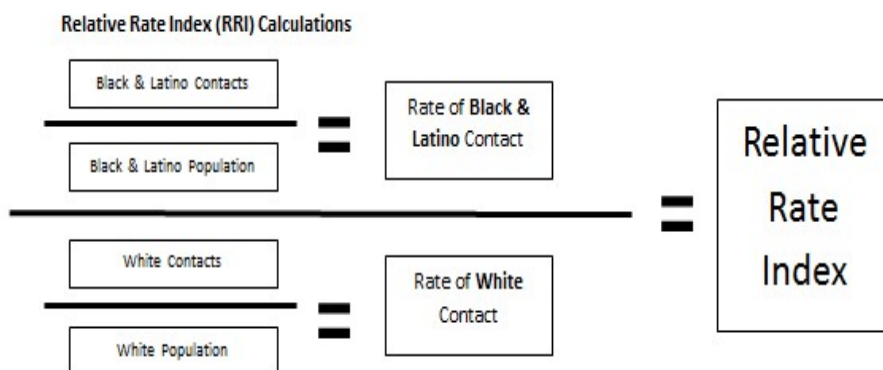 Relative Rate Index (RRI) Calculations
Black & Latino Contacts
Black & Latino Population
=
Rate of Black &
Latino Contact
White Contacts
White Population
=
Rate of White
Contact
=
Relative
Rate
Index